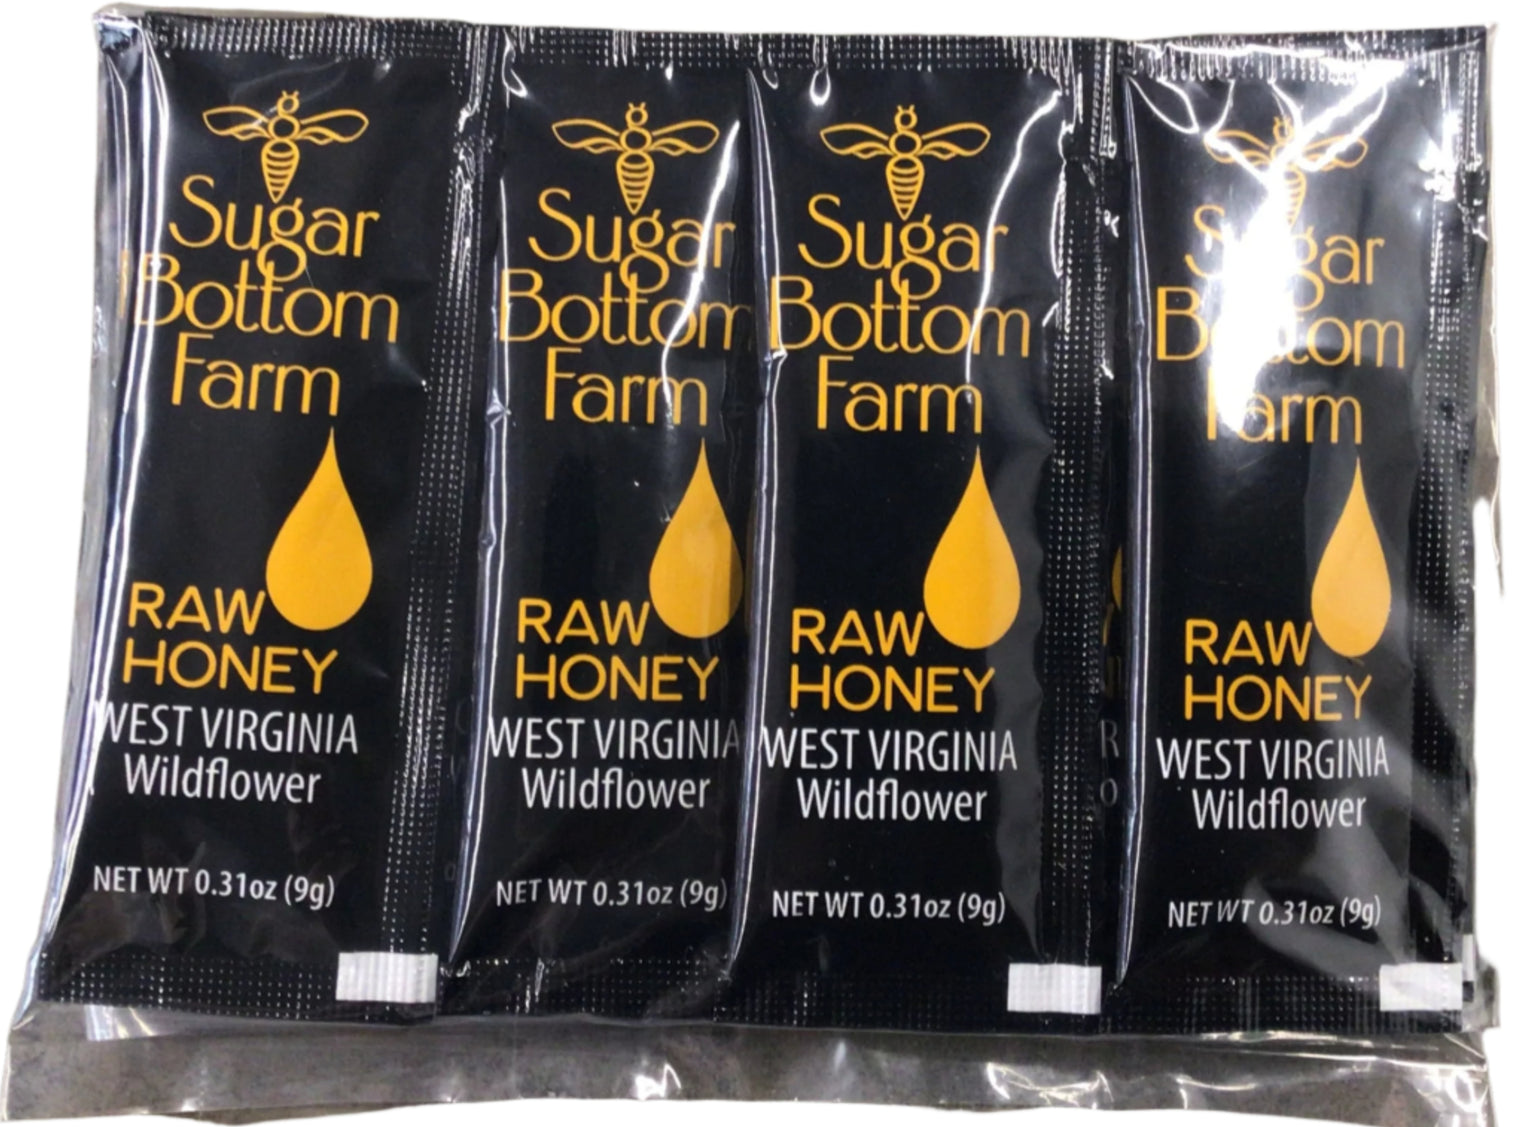 Sugar
Bottom
Farm
RAW
HONEY
WEST VIRGINIA
Wildflower
NET WT 0.31oz (9g)
Sugar
Bottom
Farm
RAW
HONEY
WEST VIRGINIA
Wildflower
NET WT 0.31oz (9g)
Sugar
Bottom
Farm
RAW
HONEY
WEST VIRGINIA
Wildflower
NET WT 0.31oz (9g)
Sugar
Bottom
Farm
RAW
HONEY
WEST VIRGINIA
Wildflower
NET WT 0.31oz (9g)